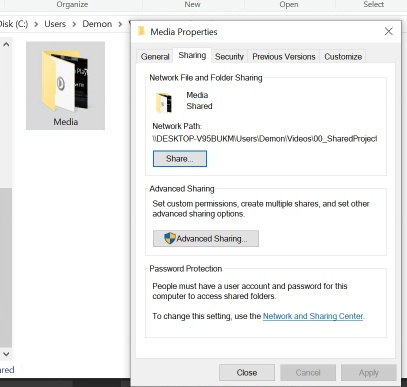 Organize New Open Select
Disk (C:) > Users > Demon >
Media Properties
General Sharing Security Previous Versions Customize
Network File and Folder Sharing
Media
Shared
Network Path:
\\DESKTOP-V95BUKM\Users\Demon\Videos\00_SharedProject
Share...
Advanced Sharing
Set custom permissions, create multiple shares, and set other
advanced sharing options.
Advanced Sharing...
Password Protection
People must have a user account and password for this
computer to access shared folders.
To change this setting, use the Network and Sharing Center.
Close Cancel Apply
Media